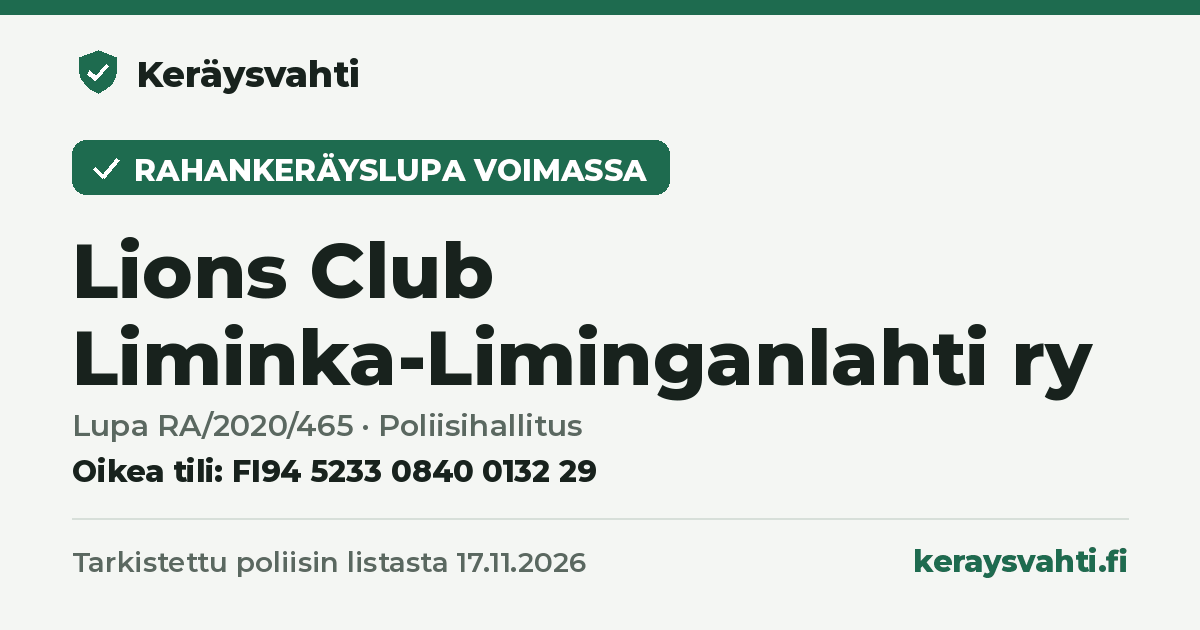 Keräysvahti
RAHANKERÄYSLUPA VOIMASSA
Lions Club
Liminka-Liminganlahti ry
Lupa RA/2020/465 · Poliisihallitus
Oikea tili: FI94 5233 0840 0132 29
Tarkistettu poliisin listasta 17.11.2026
keraysvahti.fi